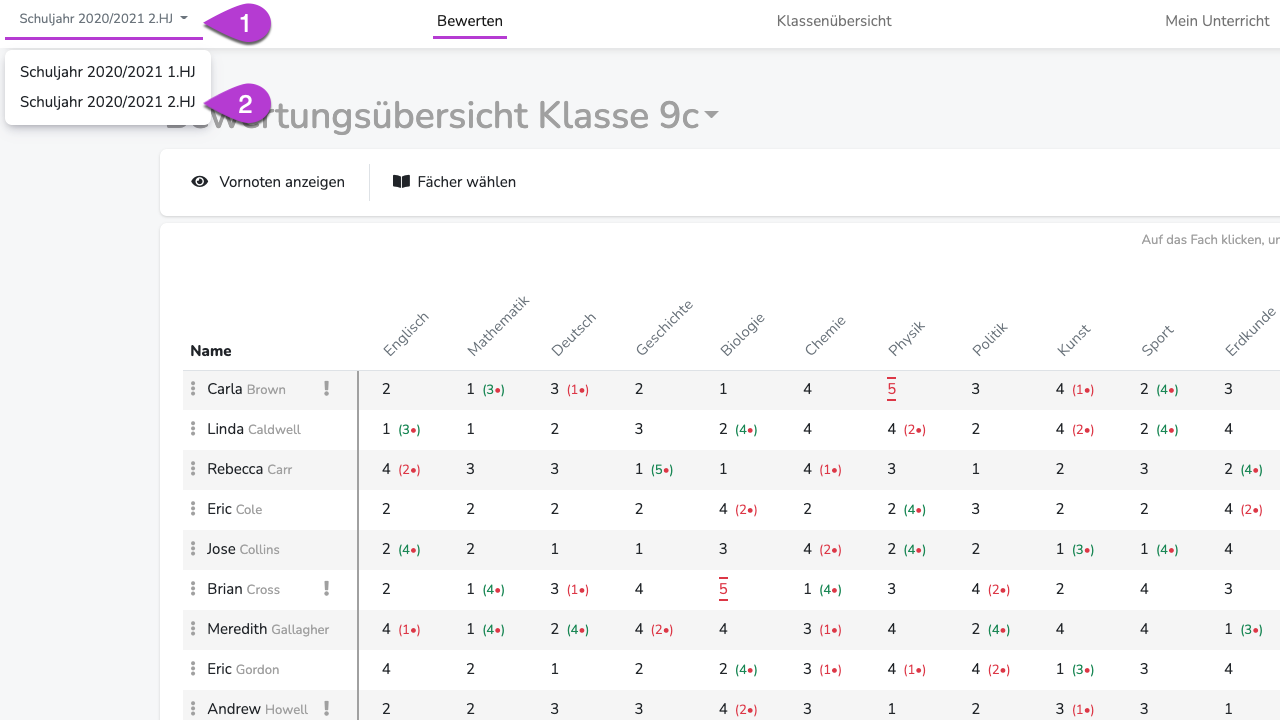 Schuljahr 2020/2021 2.HJ 1 Bewerten Klassenübersicht Mein Unterricht
Schuljahr 2020/2021 1.HJ
Schuljahr 2020/2021 2.HJ 2
Bewertungsübersicht Klasse 9c
Vornoten anzeigen Fächer wählen
Auf das Fach klicken, un
Name Englisch Mathematik Deutsch Geschichte Biologie Chemie Physik Politik Kunst Sport Erdkunde
Carla Brown ! 2 1 (3•) 3 (1•) 2 1 4 5 3 4 (1•) 2 (4•) 3
Linda Caldwell 1 (3•) 1 2 3 2 (4•) 4 4 (2•) 2 4 (2•) 2 (4•) 4
Rebecca Carr 4 (2•) 3 3 1 (5•) 1 4 (1•) 3 1 2 3 2 (4•)
Eric Cole 2 2 2 2 4 (2•) 2 2 (4•) 3 2 2 4 (2•)
Jose Collins 2 (4•) 2 1 1 3 4 (2•) 2 (4•) 2 1 (3•) 1 (4•) 4
Brian Cross ! 2 1 (4•) 3 (1•) 4 5 1 (4•) 3 4 (2•) 2 4 3
Meredith Gallagher 4 (1•) 1 (4•) 2 (4•) 4 (2•) 4 3 (1•) 4 2 (4•) 4 4 1 (3•)
Eric Gordon 4 2 1 2 2 (4•) 3 (1•) 4 (1•) 4 (2•) 1 (3•) 3 4
Andrew Howell ! 2 2 3 3 4 (2•) 3 1 2 3 (1•) 3 1